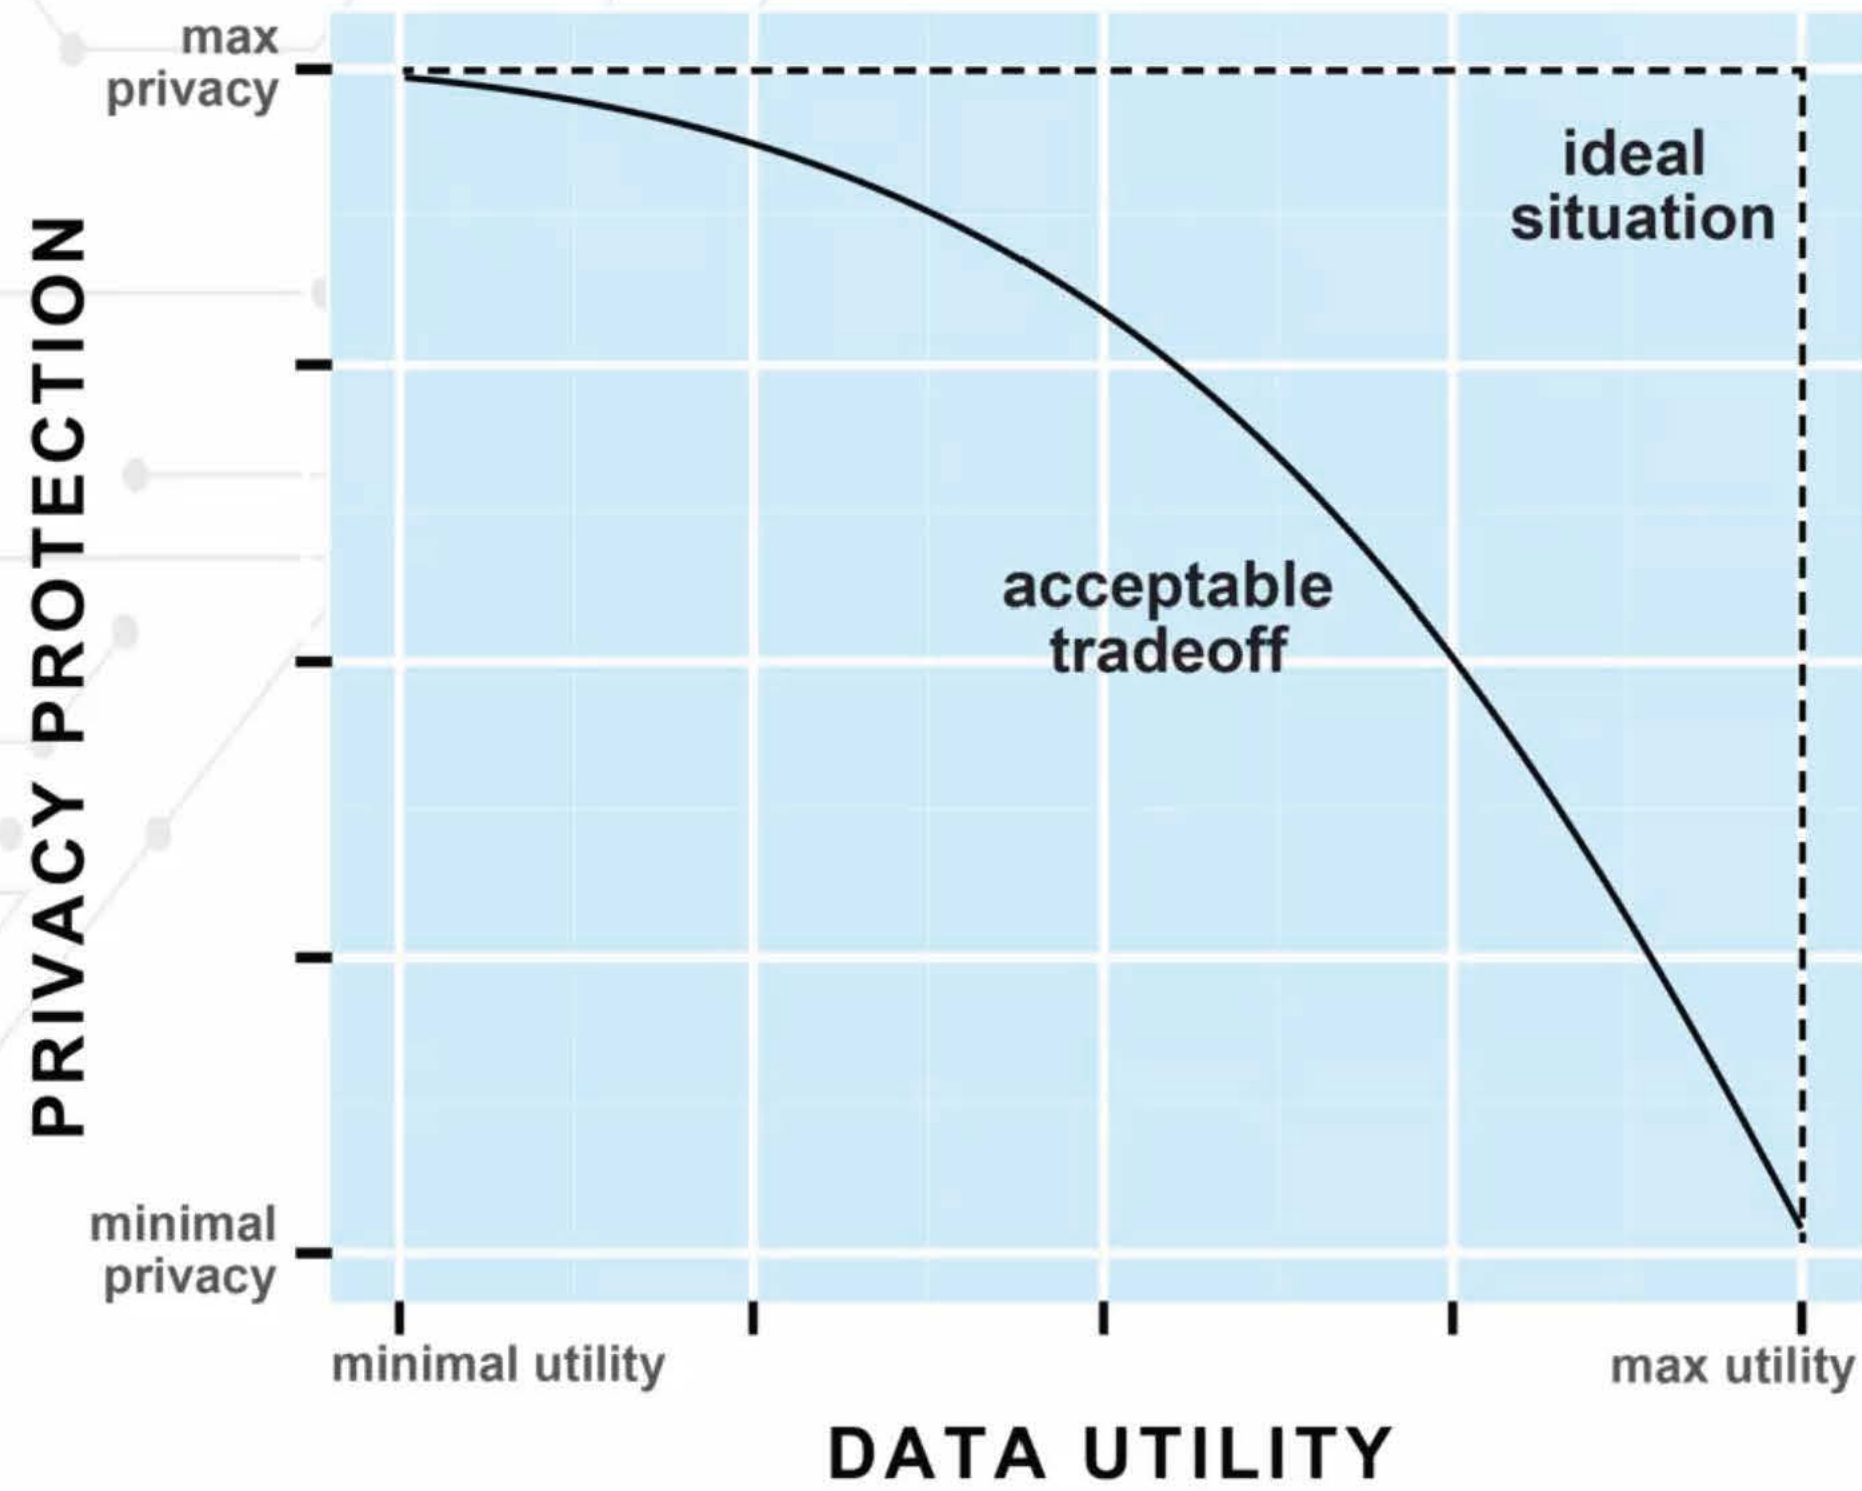 max
privacy
ideal
situation
PRIVACY PROTECTION
acceptable
tradeoff
minimal
privacy
minimal utility
max utility
DATA UTILITY